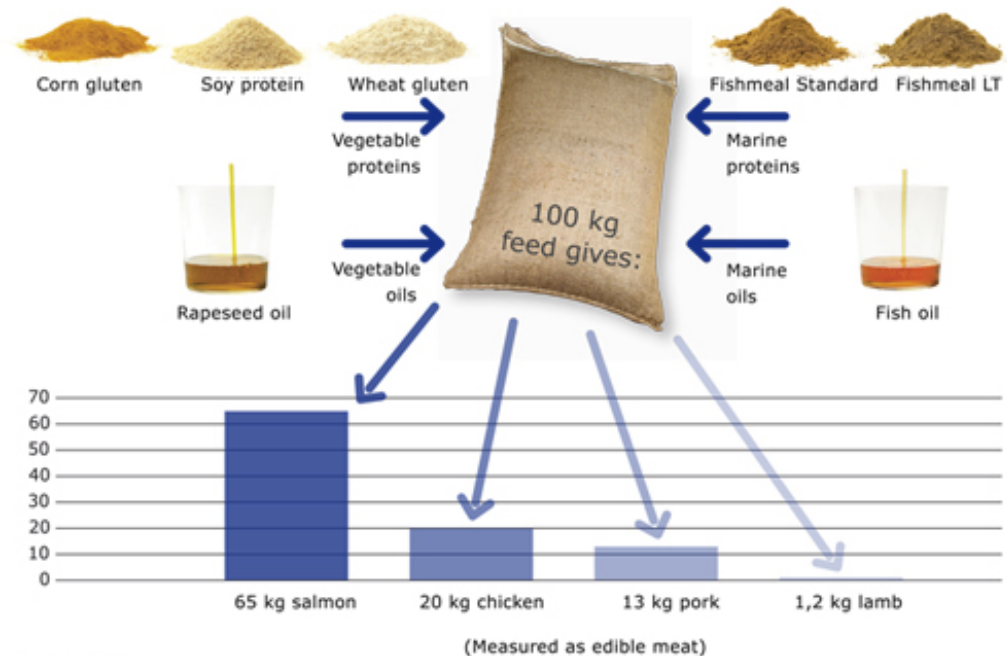 Corn gluten
Soy protein
Wheat gluten
Fishmeal Standard
Fishmeal LT
Vegetable
proteins
Marine
proteins
100 kg
feed gives:
Vegetable
oils
Marine
oils
Rapeseed oil
Fish oil
70
60
50
40
30
20
10
0
65 kg salmon
20 kg chicken
13 kg pork
1,2 kg lamb
(Measured as edible meat)